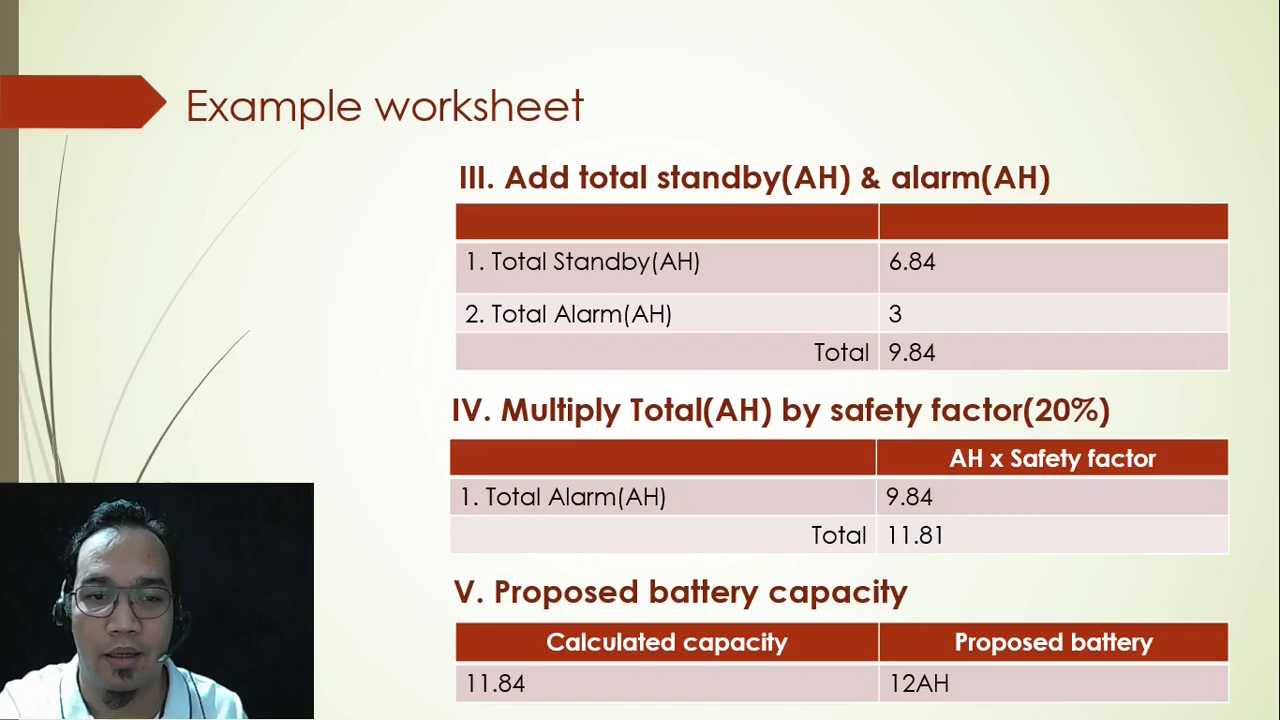 Example worksheet
III. Add total standby(AH) & alarm(AH)
1. Total Standby(AH) 6.84
2. Total Alarm(AH) 3
Total 9.84
IV. Multiply Total(AH) by safety factor(20%)
AH x Safety factor
1. Total Alarm(AH) 9.84
Total 11.81
V. Proposed battery capacity
Calculated capacity Proposed battery
11.84 12AH